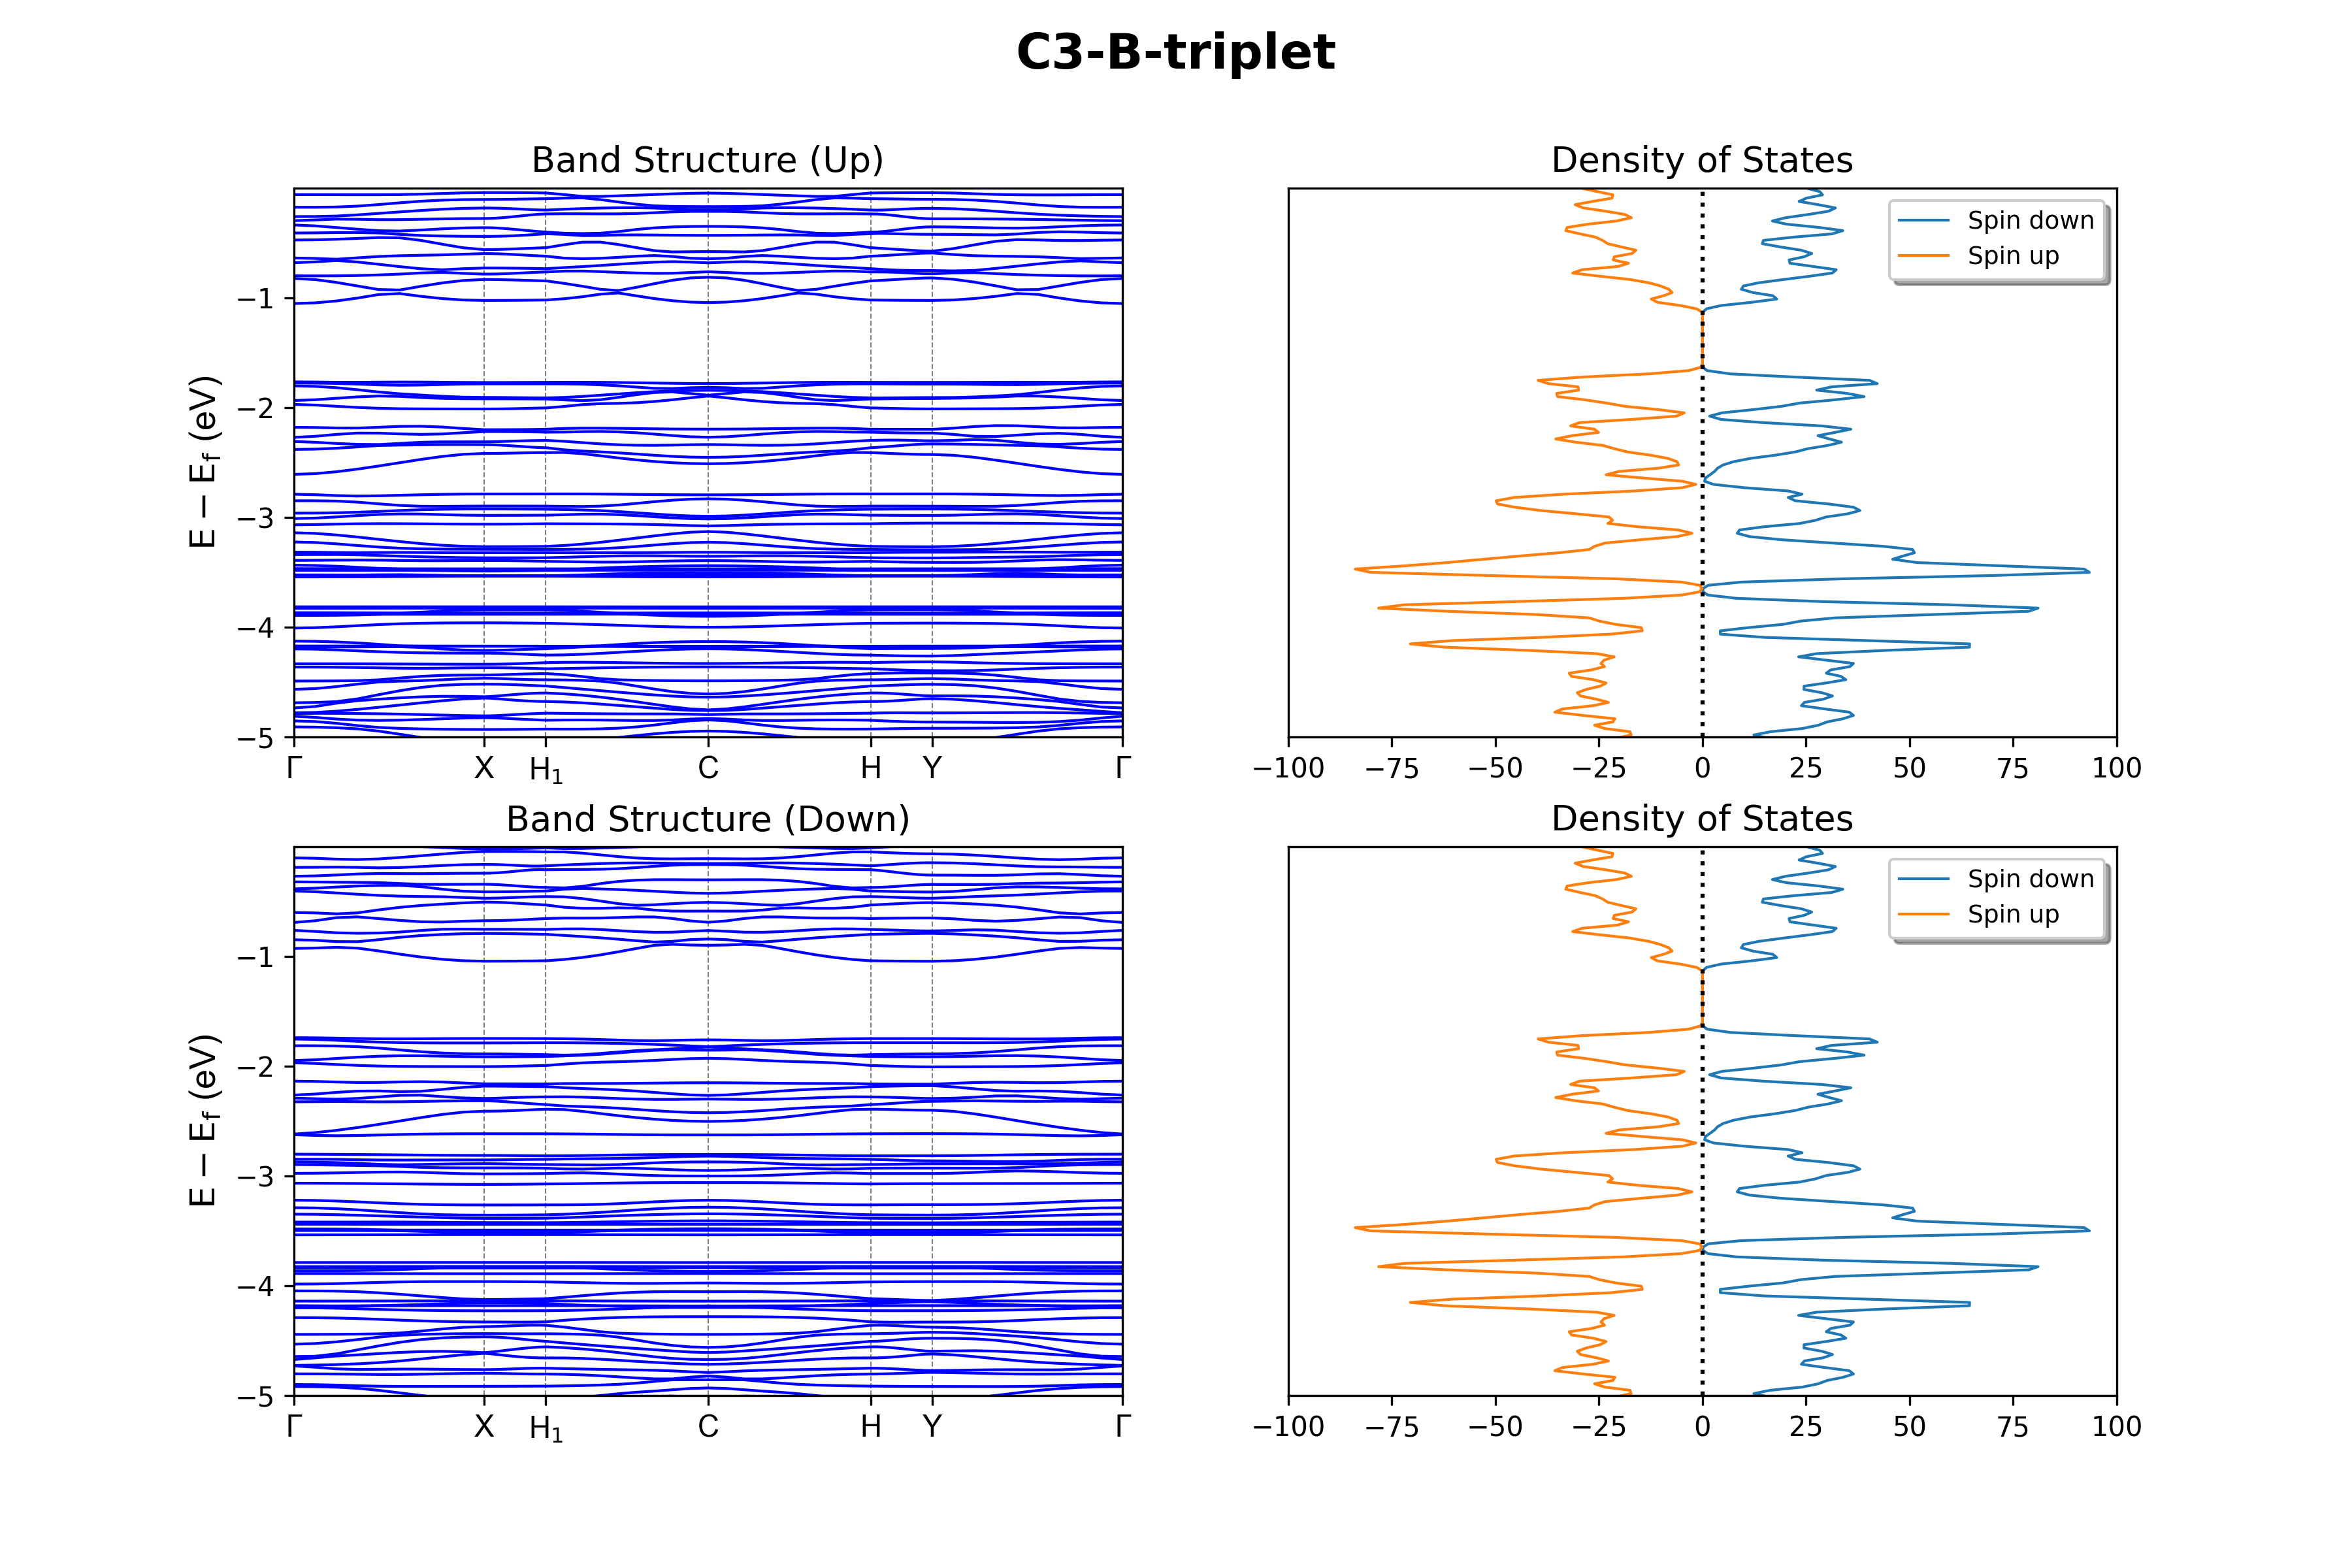 C3-B-triplet
Band Structure (Up)
E − E_f (eV)
−1
−2
−3
−4
−5
Γ X H₁ C H Y Γ
Density of States
Spin down
Spin up
−100 −75 −50 −25 0 25 50 75 100
Band Structure (Down)
E − E_f (eV)
−1
−2
−3
−4
−5
Γ X H₁ C H Y Γ
Density of States
Spin down
Spin up
−100 −75 −50 −25 0 25 50 75 100